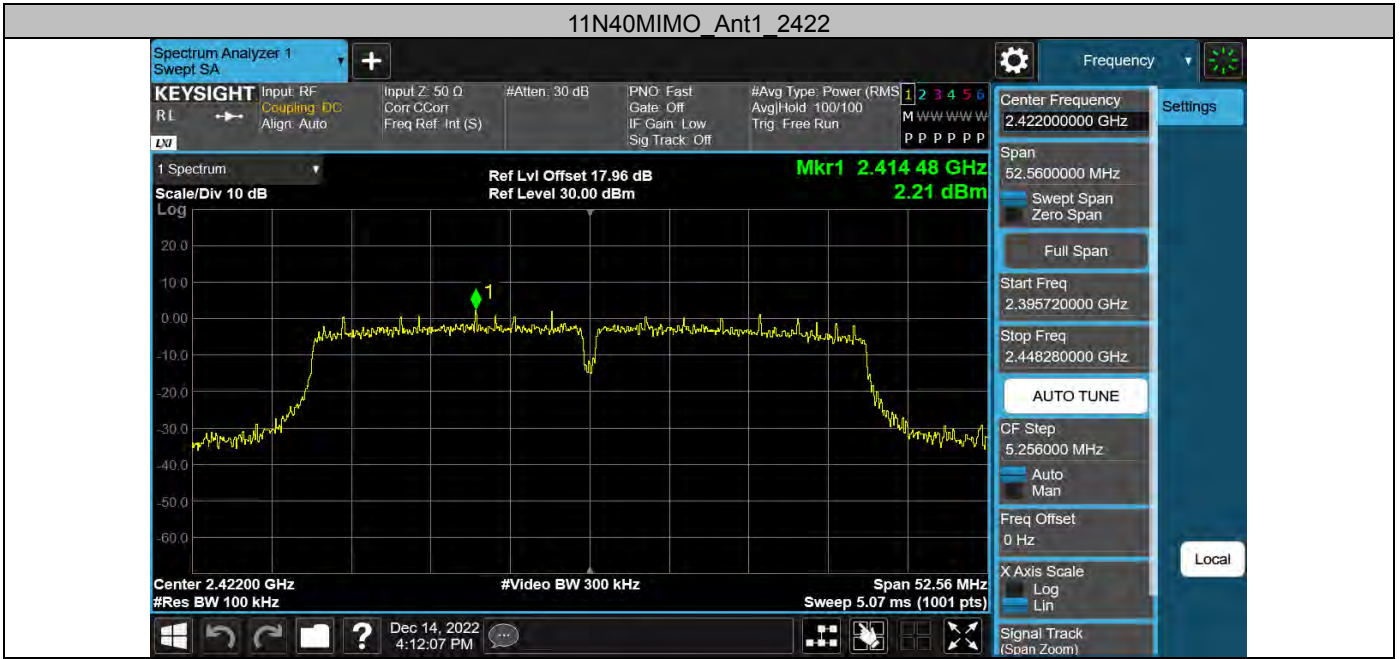 11N40MIMO_Ant1_2422
Spectrum Analyzer 1
Swept SA
+
Frequency
KEYSIGHT
RL
LXI
Input: RF
Coupling: DC
Align: Auto
Input Z: 50 Ω
Corr CCorr
Freq Ref: Int (S)
#Atten: 30 dB
PNO: Fast
Gate: Off
IF Gain: Low
Sig Track: Off
#Avg Type: Power (RMS
Avg|Hold: 100/100
Trig: Free Run
1 2 3 4 5 6
M W W W W W
P P P P P P
1 Spectrum
Scale/Div 10 dB
Ref Lvl Offset 17.96 dB
Ref Level 30.00 dBm
Mkr1 2.414 48 GHz
2.21 dBm
Log
20.0
10.0
0.00
-10.0
-20.0
-30.0
-40.0
-50.0
-60.0
1
Center 2.42200 GHz
#Res BW 100 kHz
#Video BW 300 kHz
Span 52.56 MHz
Sweep 5.07 ms (1001 pts)
Center Frequency
2.422000000 GHz
Span
52.5600000 MHz
Swept Span
Zero Span
Full Span
Start Freq
2.395720000 GHz
Stop Freq
2.448280000 GHz
AUTO TUNE
CF Step
5.256000 MHz
Auto
Man
Freq Offset
0 Hz
X Axis Scale
Log
Lin
Signal Track
(Span Zoom)
Settings
Local
?
Dec 14, 2022
4:12:07 PM